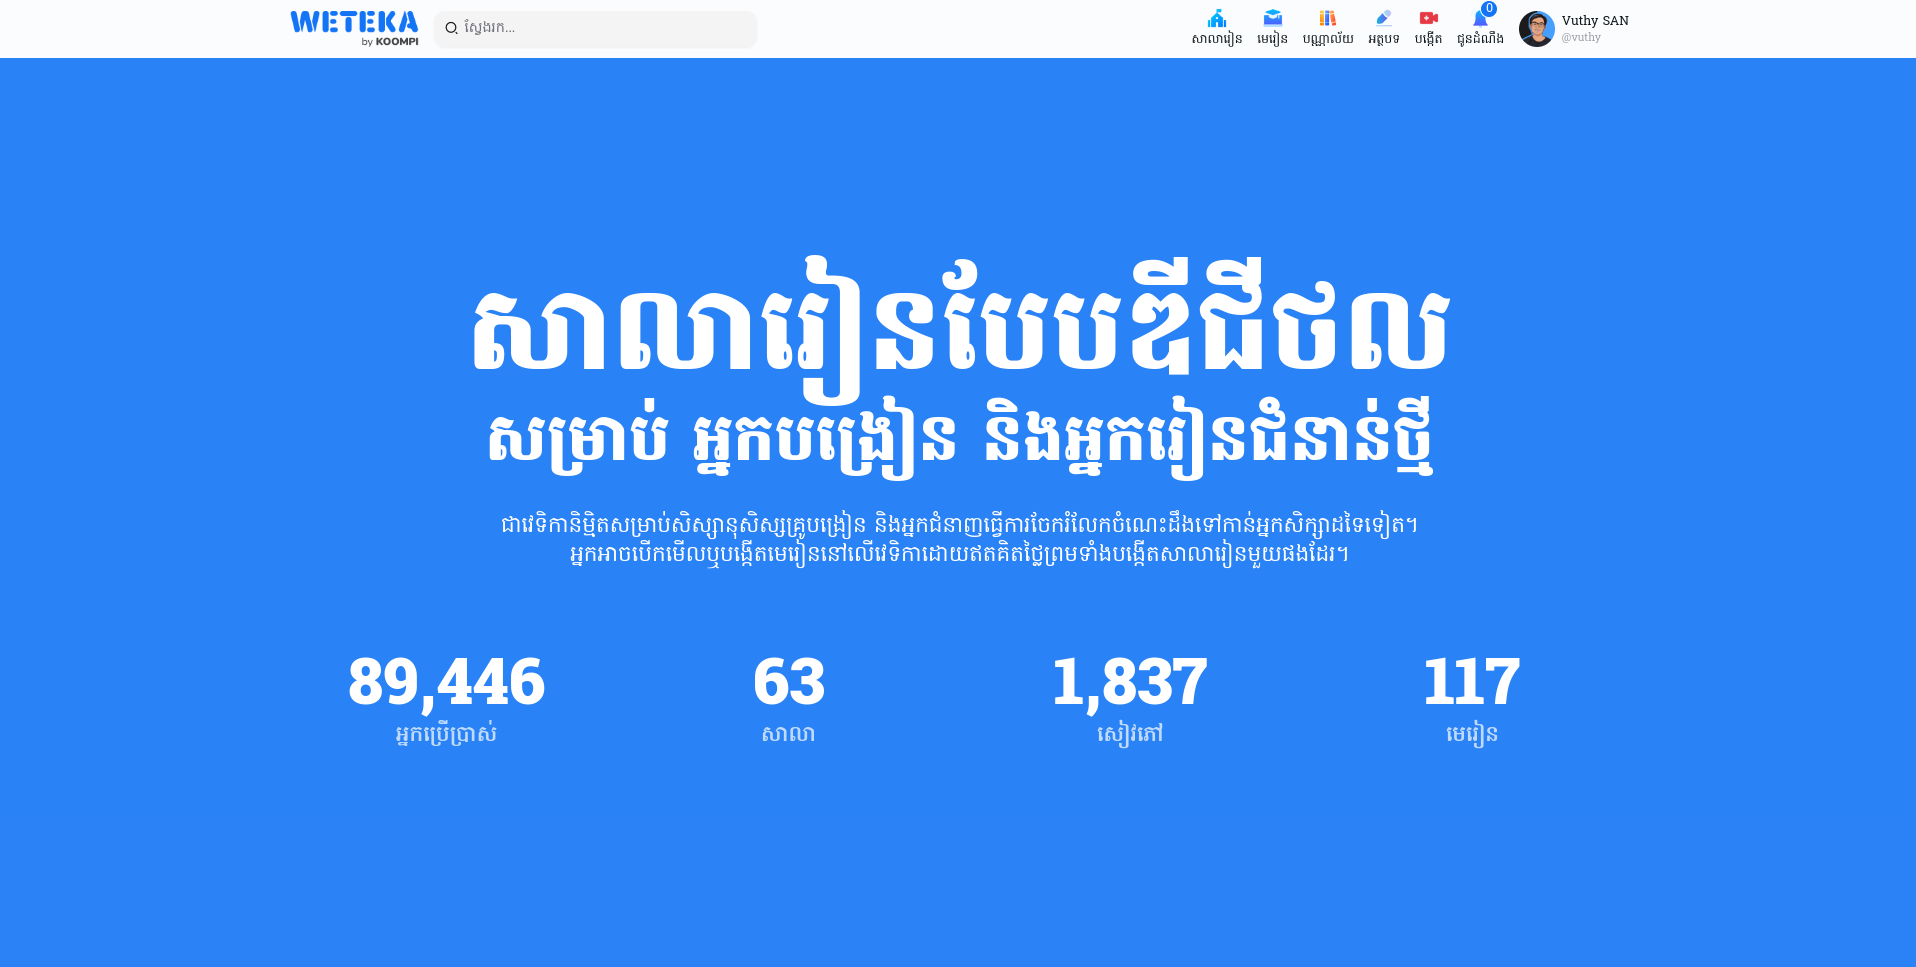 WETEKA
by KOOMPI
ស្វែងរក...
សាលារៀន
មេរៀន
បណ្ណាល័យ
អត្ថបទ
បង្កើត
0
ជូនដំណឹង
Vuthy SAN
@vuthy
សាលារៀនបែបឌីជីថល
សម្រាប់ អ្នកបង្រៀន និងអ្នករៀនជំនាន់ថ្មី
ជាវេទិកានិម្មិតសម្រាប់សិស្សានុសិស្សគ្រូបង្រៀន និងអ្នកជំនាញធ្វើការចែករំលែកចំណេះដឹងទៅកាន់អ្នកសិក្សាដទៃទៀត។
អ្នកអាចបើកមើលឬបង្កើតមេរៀននៅលើវេទិកាដោយឥតគិតថ្លៃព្រមទាំងបង្កើតសាលារៀនមួយផងដែរ។
89,446
អ្នកប្រើប្រាស់
63
សាលា
1,837
សៀវភៅ
117
មេរៀន